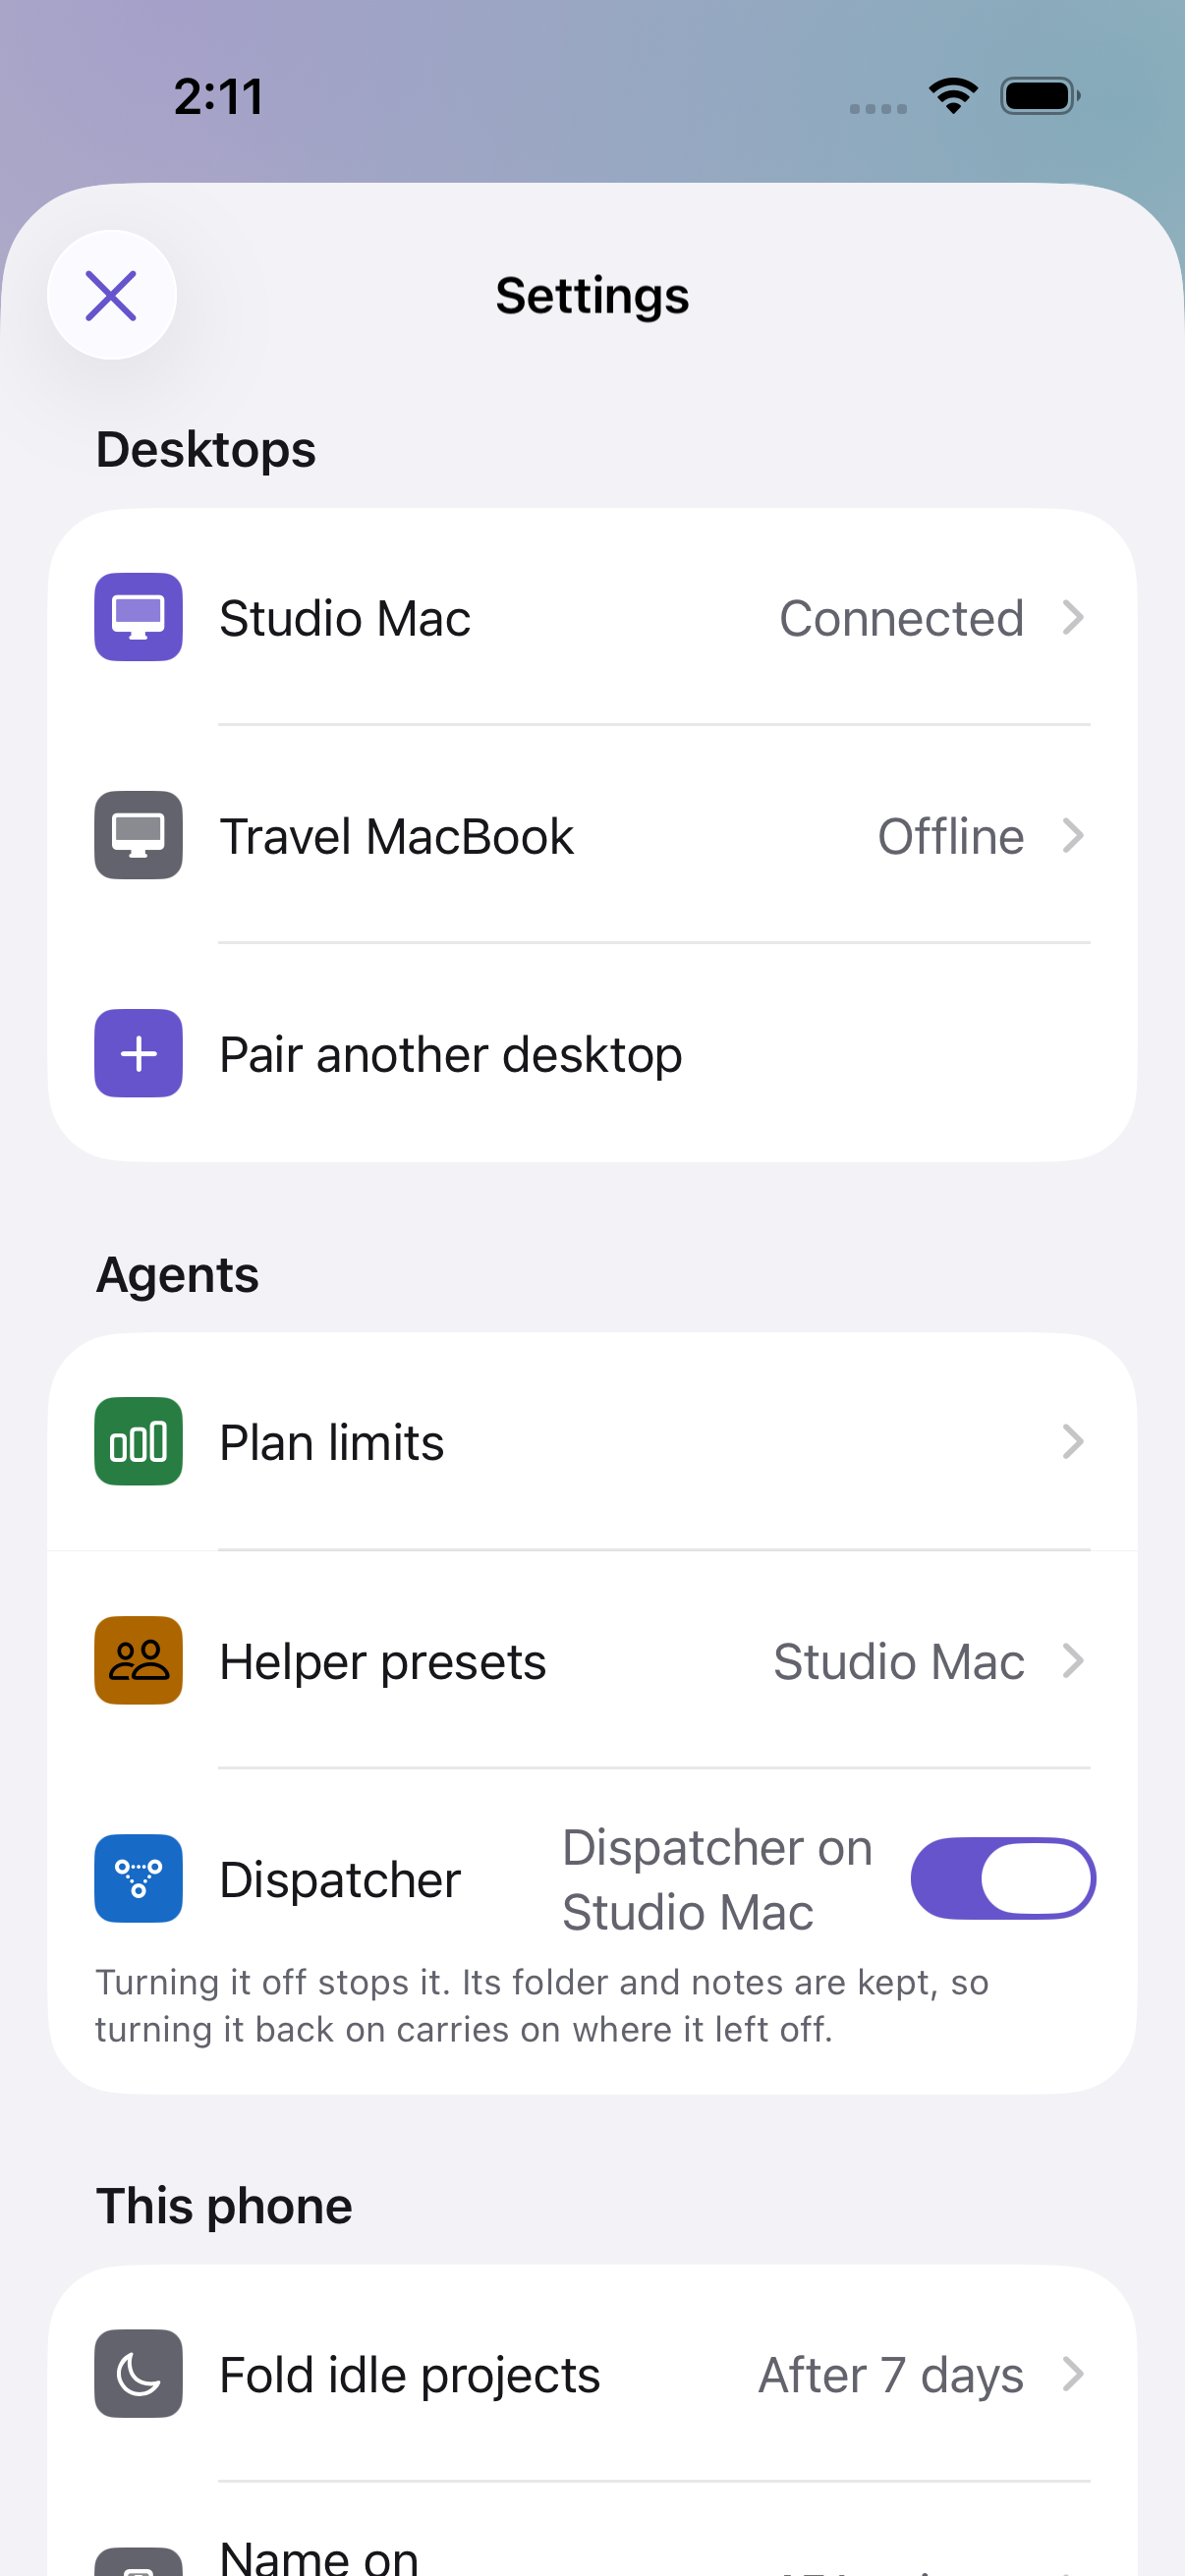 2:11
Settings
Desktops
Studio Mac Connected
Travel MacBook Offline
Pair another desktop
Agents
Plan limits
Helper presets Studio Mac
Dispatcher Dispatcher on
Studio Mac
Turning it off stops it. Its folder and notes are kept, so
turning it back on carries on where it left off.
This phone
Fold idle projects After 7 days
Name on